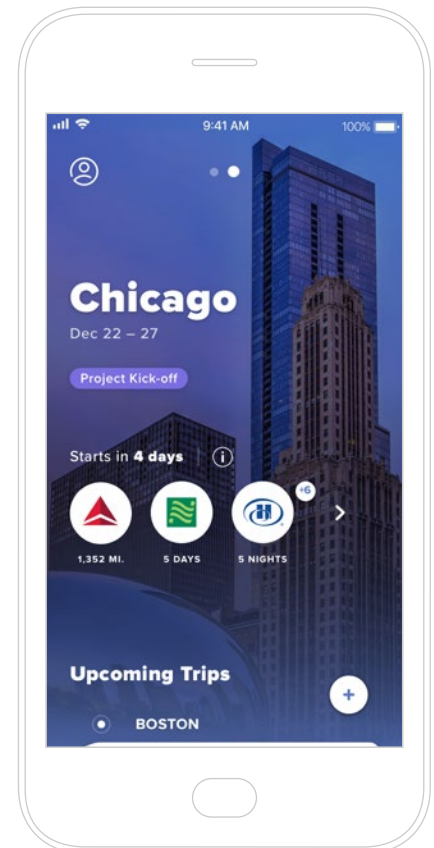 9:41 AM
100%
Chicago
Dec 22 – 27
Project Kick-off
Starts in 4 days
i
+6
H
1,352 MI.
5 DAYS
5 NIGHTS
Upcoming Trips
+
BOSTON